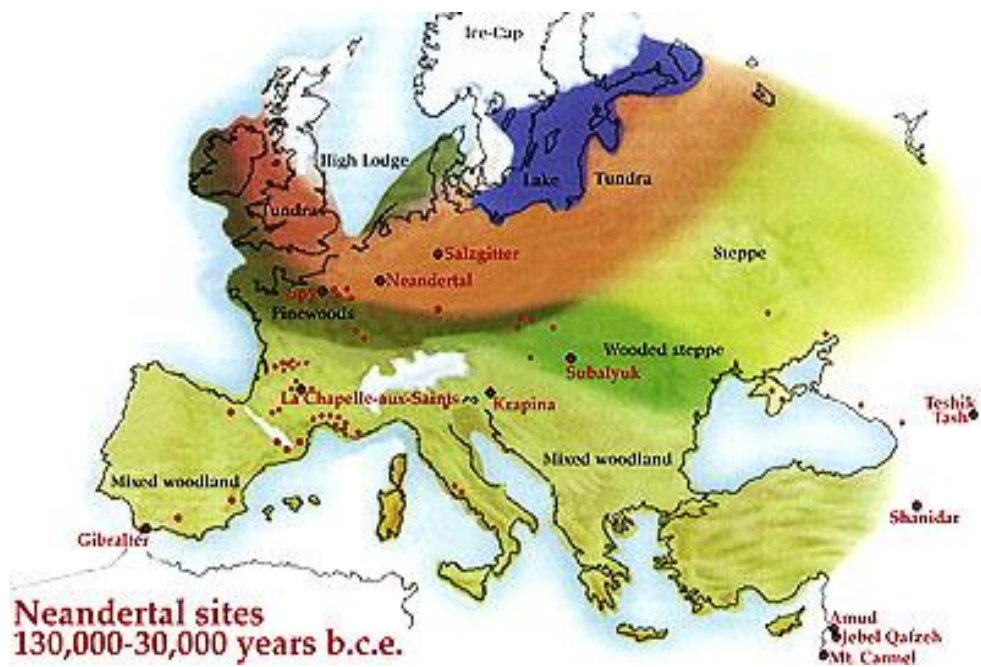 Ice-Cap
High Lodge
Lake
Tundra
Tundra
Salzgitter
Steppe
Neandertal
Spy
Pinewoods
Wooded steppe
Subalyuk
La Chapelle-aux-Saints
Krapina
Teshik
Tash
Mixed woodland
Mixed woodland
Shanidar
Gibralter
Neandertal sites
130,000-30,000 years b.c.e.
Amud
Jebel Qafzeh
Mt. Carmel